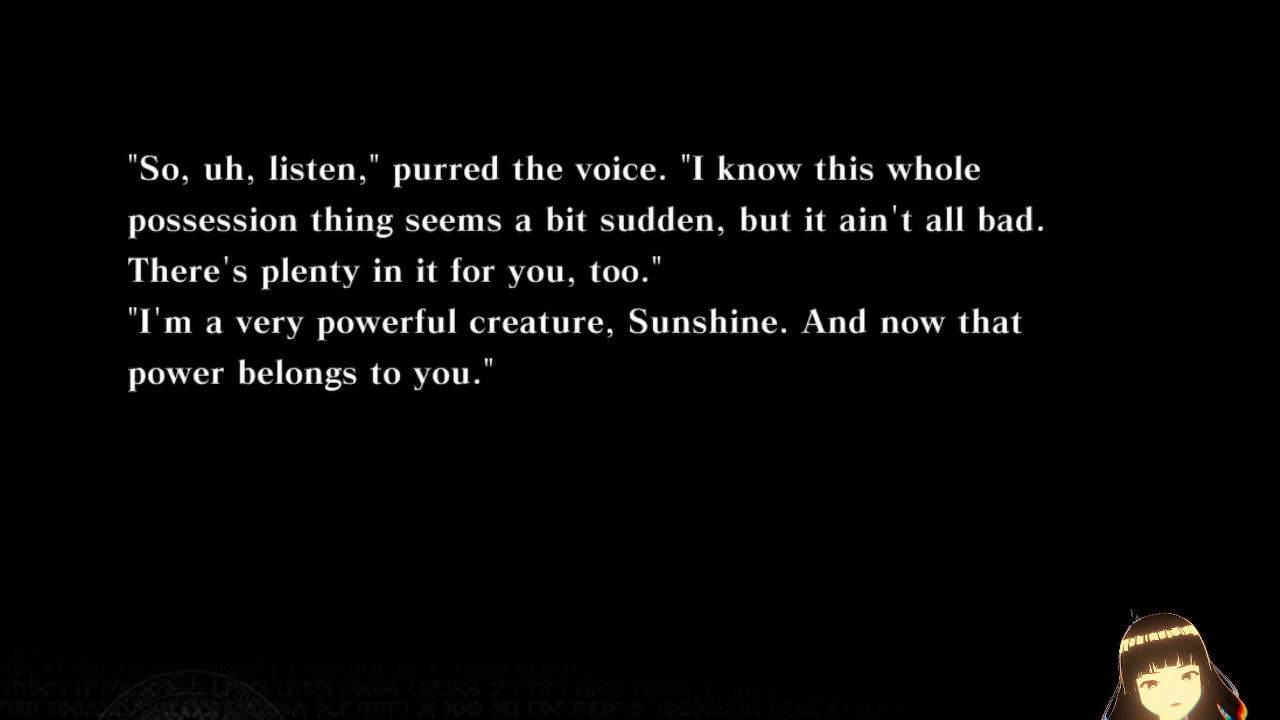 "So, uh, listen," purred the voice. "I know this whole
possession thing seems a bit sudden, but it ain't all bad.
There's plenty in it for you, too."
"I'm a very powerful creature, Sunshine. And now that
power belongs to you."